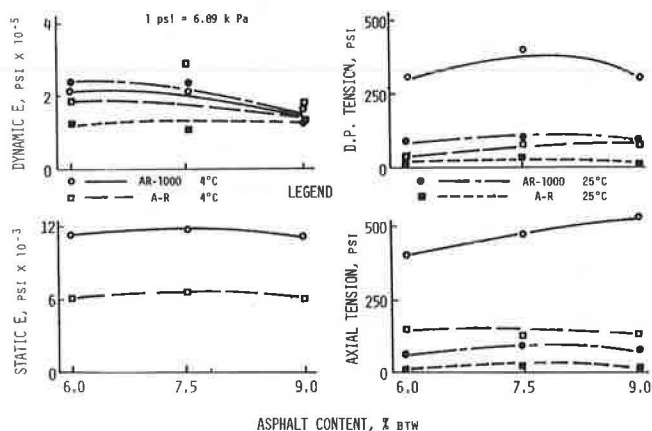 1 psi = 6.89 k Pa
DYNAMIC E, PSI X 10-5
4
2
0
D.P. TENSION, PSI
500
250
0
AR-1000 4°C
A-R 4°C
LEGEND
AR-1000 25°C
A-R 25°C
STATIC E, PSI X 10-3
12
6
0
6.0 7.5 9.0
AXIAL TENSION, PSI
500
250
0
6.0 7.5 9.0
ASPHALT CONTENT, % BTW